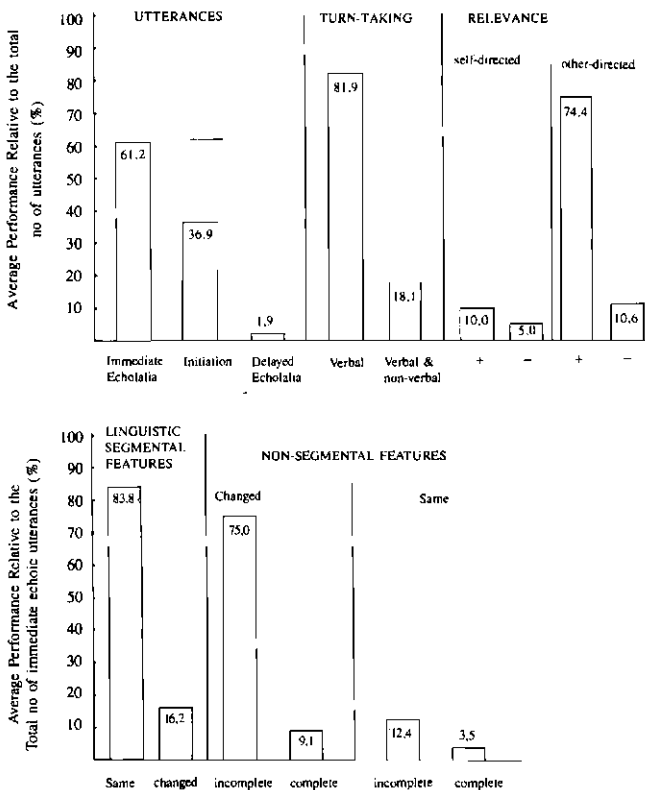 Average Performance Relative to the total
no of utterances (%)
UTTERANCES
TURN-TAKING
RELEVANCE
self-directed
other-directed
100
90
80
70
60
50
40
30
20
10
61.2
36.9
1.9
81.9
18.1
10.0
5.0
74.4
10.6
Immediate
Echolalia
Initiation
Delayed
Echolalia
Verbal
Verbal &
non-verbal
+
−
+
−
Average Performance Relative to the
Total no of immediate echoic utterances (%)
LINGUISTIC
SEGMENTAL
FEATURES
NON-SEGMENTAL FEATURES
Changed
Same
100
90
80
70
60
50
40
30
20
10
83.8
16.2
75.0
9.1
12.4
3.5
Same
changed
incomplete
complete
incomplete
complete